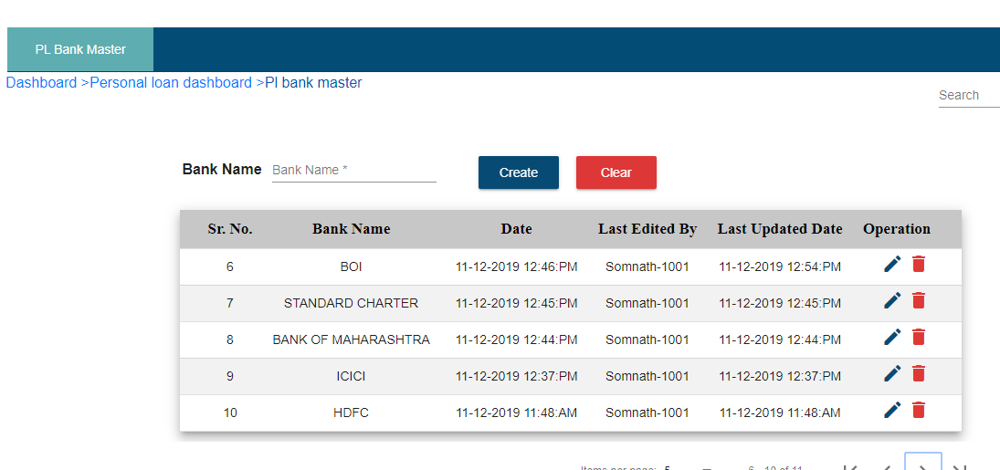 PL Bank Master
Dashboard >Personal loan dashboard >Pl bank master
Search
Bank Name Bank Name * Create Clear
Sr. No. Bank Name Date Last Edited By Last Updated Date Operation
6 BOI 11-12-2019 12:46:PM Somnath-1001 11-12-2019 12:54:PM
7 STANDARD CHARTER 11-12-2019 12:45:PM Somnath-1001 11-12-2019 12:45:PM
8 BANK OF MAHARASHTRA 11-12-2019 12:44:PM Somnath-1001 11-12-2019 12:44:PM
9 ICICI 11-12-2019 12:37:PM Somnath-1001 11-12-2019 12:37:PM
10 HDFC 11-12-2019 11:48:AM Somnath-1001 11-12-2019 11:48:AM
Items per page: 5 6 - 10 of 11